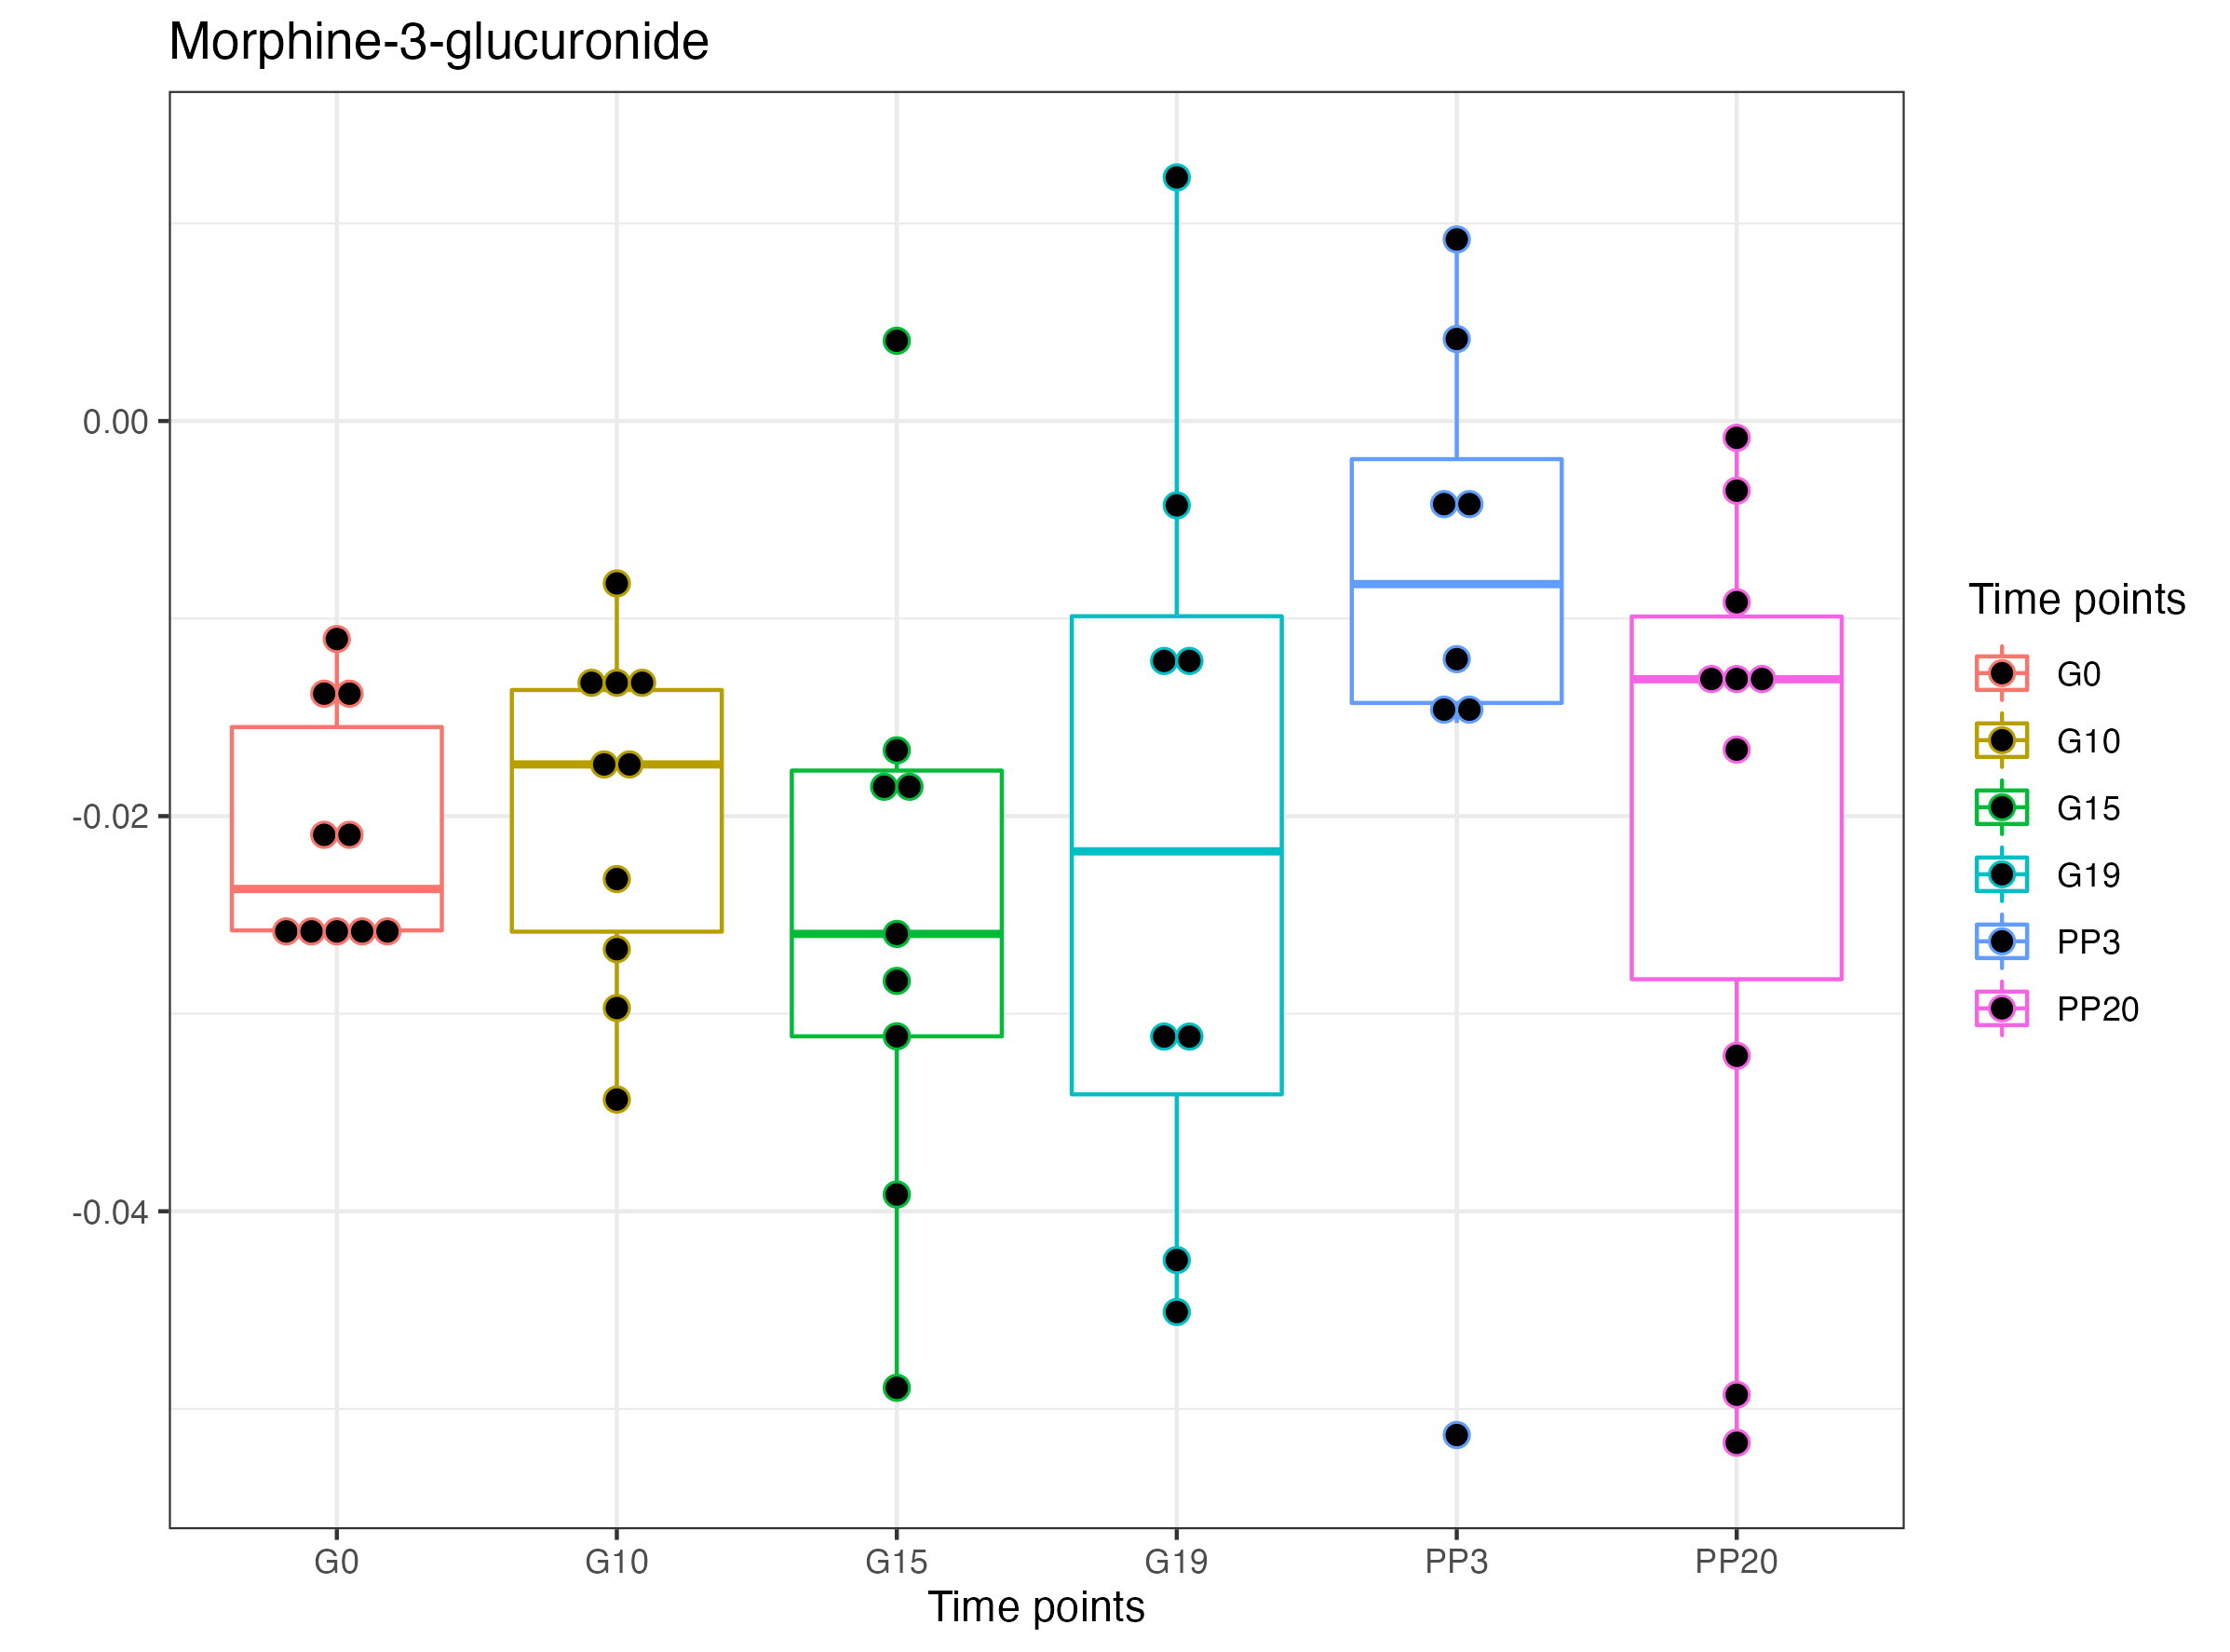 Morphine-3-glucuronide
0.00
-0.02
-0.04
G0 G10 G15 G19 PP3 PP20
Time points
Time points
G0
G10
G15
G19
PP3
PP20